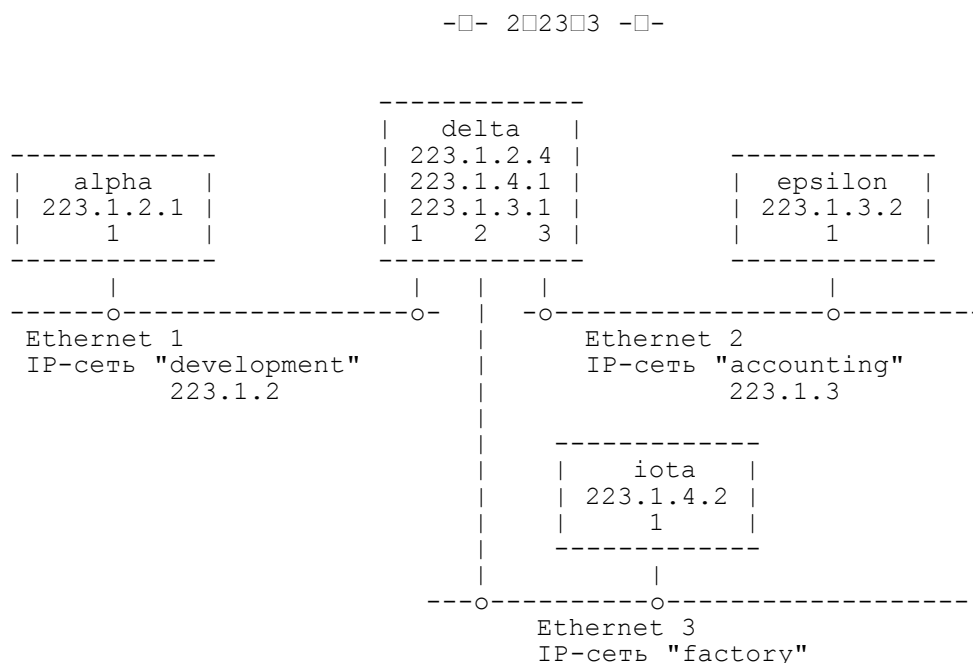 -□- 2□23□3 -□-
delta
223.1.2.4
alpha 223.1.4.1 epsilon
223.1.2.1 223.1.3.1 223.1.3.2
1 1 2 3 1
Ethernet 1 Ethernet 2
IP-сеть "development" IP-сеть "accounting"
223.1.2 223.1.3
iota
223.1.4.2
1
Ethernet 3
IP-сеть "factory"